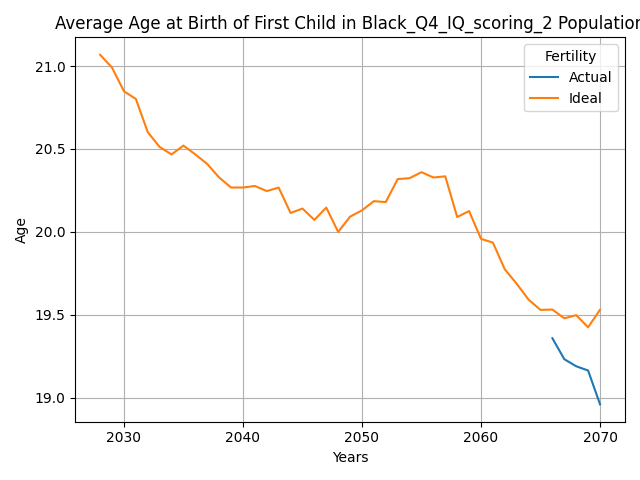 Average Age at Birth of First Child in Black_Q4_IQ_scoring_2 Population
Fertility
Actual
Ideal
Age
21.0
20.5
20.0
19.5
19.0
2030 2040 2050 2060 2070
Years